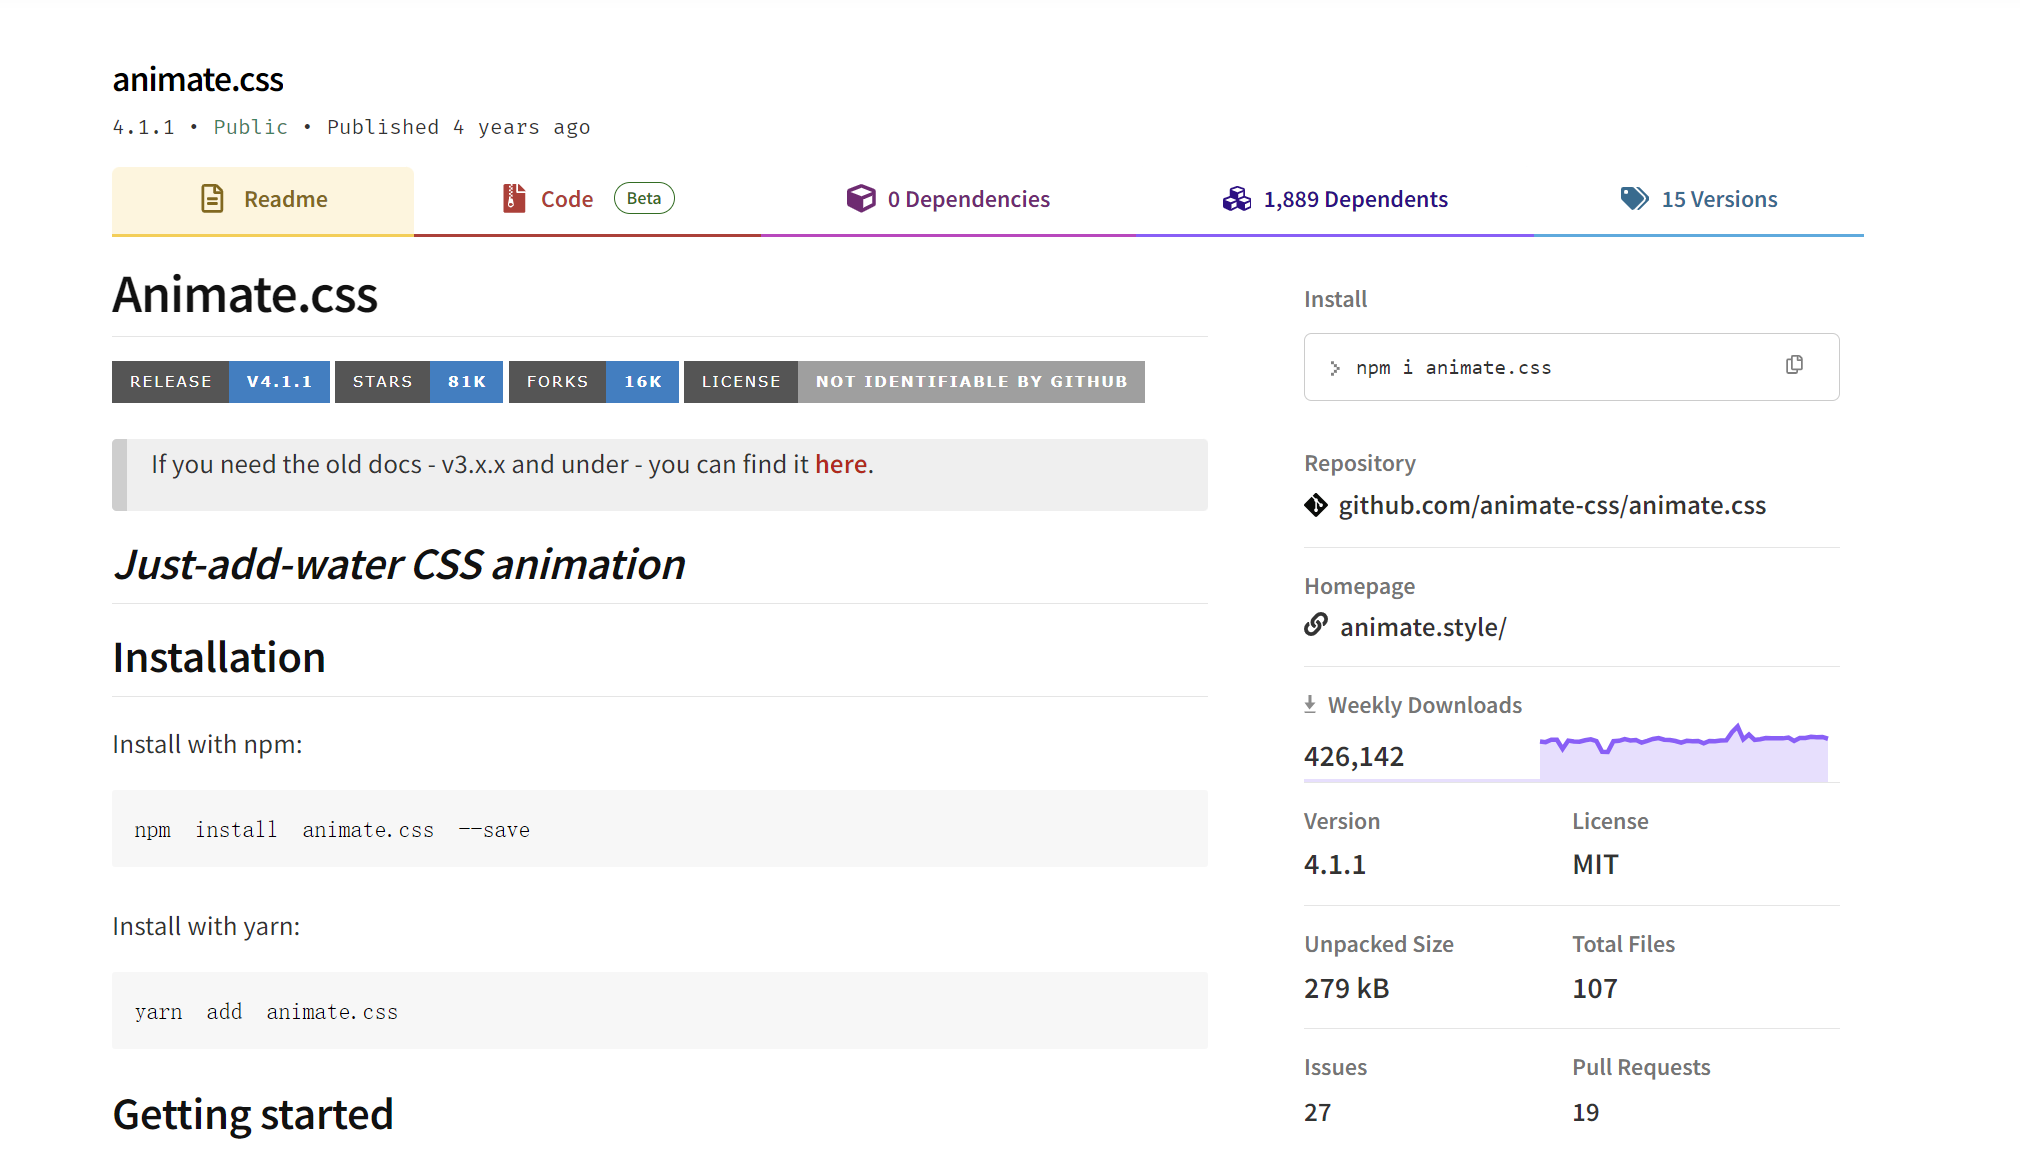 animate.css
4.1.1 • Public • Published 4 years ago
Readme
Code Beta
0 Dependencies
1,889 Dependents
15 Versions
Animate.css
RELEASE V4.1.1 STARS 81K FORKS 16K LICENSE NOT IDENTIFIABLE BY GITHUB
If you need the old docs - v3.x.x and under - you can find it here.
Just-add-water CSS animation
Installation
Install with npm:
npm install animate.css --save
Install with yarn:
yarn add animate.css
Getting started
Install
> npm i animate.css
Repository
github.com/animate-css/animate.css
Homepage
animate.style/
Weekly Downloads
426,142
Version License
4.1.1 MIT
Unpacked Size Total Files
279 kB 107
Issues Pull Requests
27 19